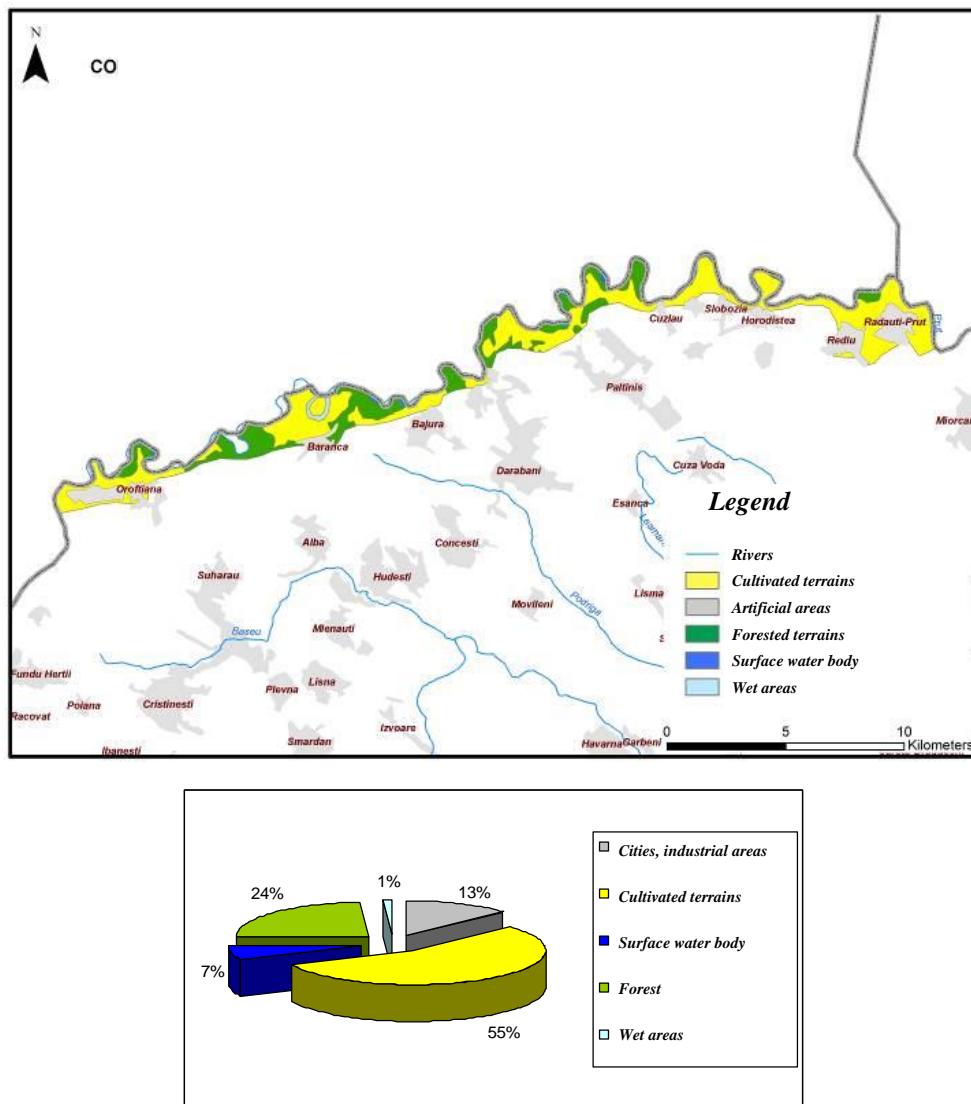 N
CO
Slobozia
Cuzlau
Horodistea
Radauti-Prut
Rediu
Prut
Paltinis
Miorcan
Bajura
Baranca
Darabani
Cuza Voda
Oroftiana
Esanca
Alba
Concesti
Suharau
Hudesti
Movileni
Podriga
Lisma
Mlenauti
Baseu
Fundu Hertii
Plevna
Lisna
Poiana
Cristinesti
Racovat
Izvoare
Smardan
Havarna
Garbeni
Ibanesti
Legend
Rivers
Cultivated terrains
Artificial areas
Forested terrains
Surface water body
Wet areas
0 5 10
Kilometers
24%
1%
13%
7%
55%
Cities, industrial areas
Cultivated terrains
Surface water body
Forest
Wet areas